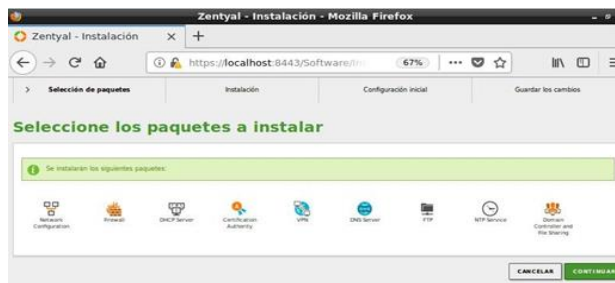 Zentyal - Instalación - Mozilla Firefox
Zentyal - Instalación
https://localhost:8443/Software/In
67%
Selección de paquetes
Instalación
Configuración inicial
Guardar los cambios
Seleccione los paquetes a instalar
Se instalarán los siguientes paquetes:
Network Configuration
Firewall
DHCP Server
Certification Authority
VPN
DNS Server
FTP
NTP Service
Domain Controller and File Sharing
CANCELAR
CONTINUAR